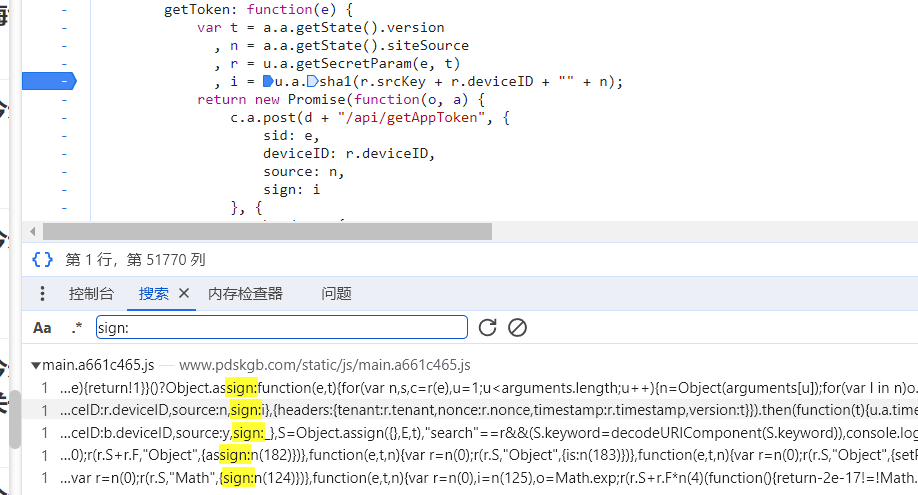 getToken: function(e) {
var t = a.a.getState().version
, n = a.a.getState().siteSource
, r = u.a.getSecretParam(e, t)
, i = u.a.sha1(r.srcKey + r.deviceID + "" + n);
return new Promise(function(o, a) {
c.a.post(d + "/api/getAppToken", {
sid: e,
deviceID: r.deviceID,
source: n,
sign: i
}, {
{} 第 1 行，第 51770 列
控制台 搜索 × 内存检查器 问题
Aa .* sign:
▼main.a661c465.js — www.pdskgb.com/static/js/main.a661c465.js
1 ...e){return!1}}()?Object.assign:function(e,t){for(var n,s,c=r(e),u=1;u<arguments.length;u++){n=Object(arguments[u]);for(var l in n)o.
1 ...ceID:r.deviceID,source:n,sign:i},{headers:{tenant:r.tenant,nonce:r.nonce,timestamp:r.timestamp,version:t}}).then(function(t){u.a.time
1 ...ceID:b.deviceID,source:y,sign:_},S=Object.assign({},E,t),"search"==r&&(S.keyword=decodeURIComponent(S.keyword)),console.log
1 ...0);r(r.S+r.F,"Object",{assign:n(182)})},function(e,t,n){var r=n(0);r(r.S,"Object",{is:n(183)})},function(e,t,n){var r=n(0);r(r.S,"Object",{setP
1 ...var r=n(0);r(r.S,"Math",{sign:n(124)})},function(e,t,n){var r=n(0),i=n(125),o=Math.exp;r(r.S+r.F*n(4)(function(){return-2e-17!=!Math